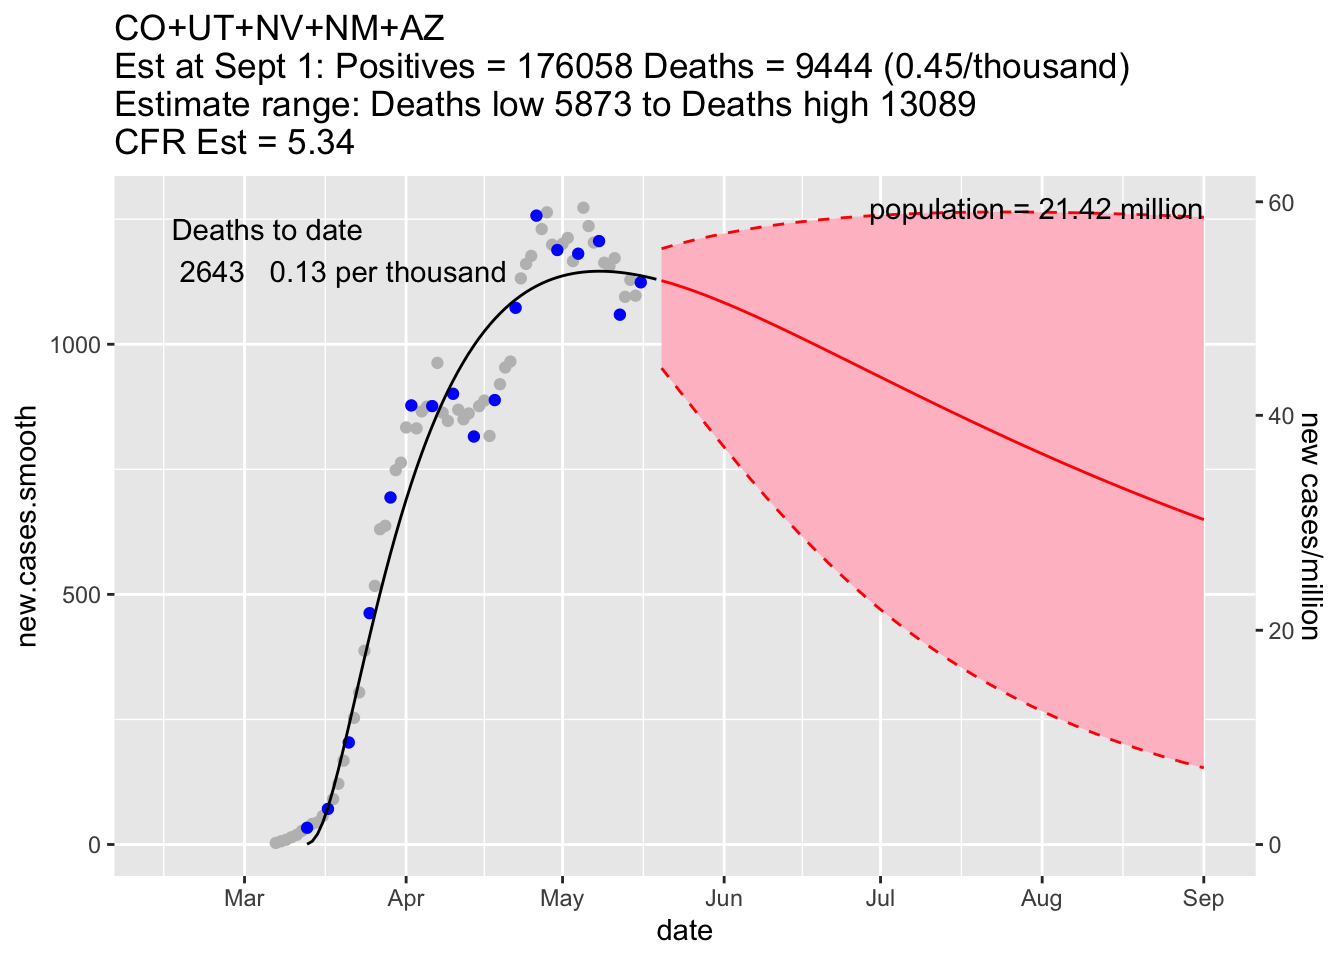 CO+UT+NV+NM+AZ
Est at Sept 1: Positives = 176058 Deaths = 9444 (0.45/thousand)
Estimate range: Deaths low 5873 to Deaths high 13089
CFR Est = 5.34
population = 21.42 million
Deaths to date
2643 0.13 per thousand
new.cases.smooth
1000
500
0
60
40
20
0
new cases/million
Mar Apr May Jun Jul Aug Sep
date